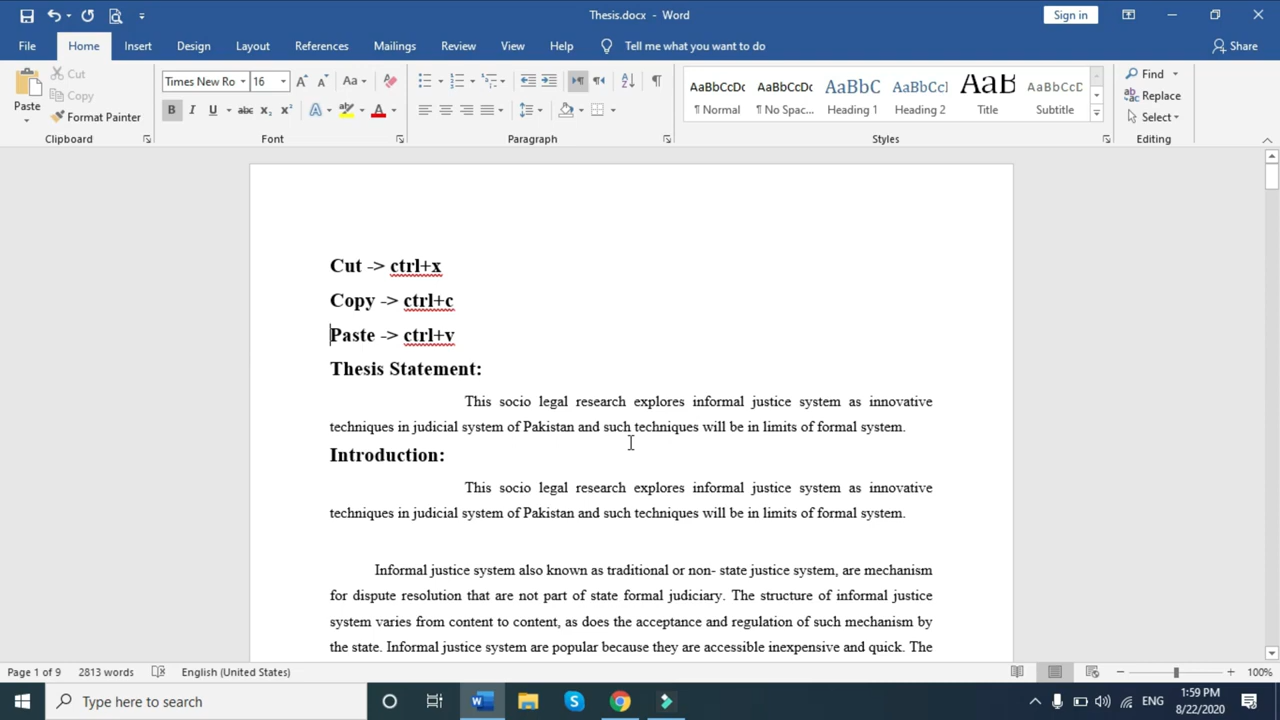 Thesis.docx - Word
Sign in
File Home Insert Design Layout References Mailings Review View Help Tell me what you want to do Share
Paste
Cut
Copy
Format Painter
Clipboard
Times New Ro 16
Aa
B I U abc x₂ x² A ab A
Font
Paragraph
AaBbCcDc AaBbCcDc AaBbC AaBbCcI AaB AaBbCcD
¶ Normal ¶ No Spac... Heading 1 Heading 2 Title Subtitle
Styles
Find
Replace
Select
Editing
Cut -> ctrl+x
Copy -> ctrl+c
Paste -> ctrl+v
Thesis Statement:
This socio legal research explores informal justice system as innovative
techniques in judicial system of Pakistan and such techniques will be in limits of formal system.
Introduction:
This socio legal research explores informal justice system as innovative
techniques in judicial system of Pakistan and such techniques will be in limits of formal system.
Informal justice system also known as traditional or non- state justice system, are mechanism
for dispute resolution that are not part of state formal judiciary. The structure of informal justice
system varies from content to content, as does the acceptance and regulation of such mechanism by
the state. Informal justice system are popular because they are accessible inexpensive and quick. The
Page 1 of 9 2813 words English (United States) 100%
Type here to search
ENG
1:59 PM
8/22/2020